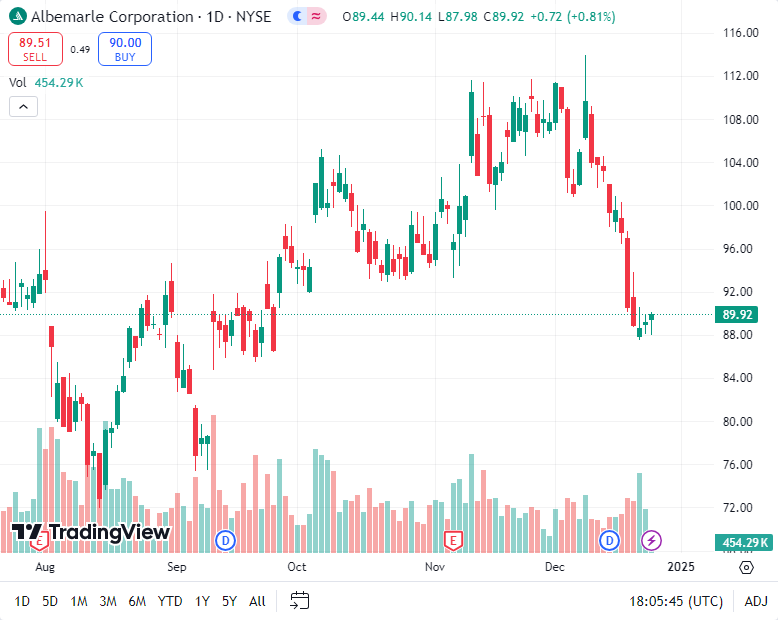 Albemarle Corporation · 1D · NYSE
O89.44 H90.14 L87.98 C89.92 +0.72 (+0.81%)
89.51
SELL
0.49
90.00
BUY
Vol 454.29 K
116.00
112.00
108.00
104.00
100.00
96.00
92.00
89.92
88.00
84.00
80.00
76.00
72.00
454.29 K
TradingView
E
D
E
D
Aug
Sep
Oct
Nov
Dec
2025
1D 5D 1M 3M 6M YTD 1Y 5Y All
18:05:45 (UTC)
ADJ